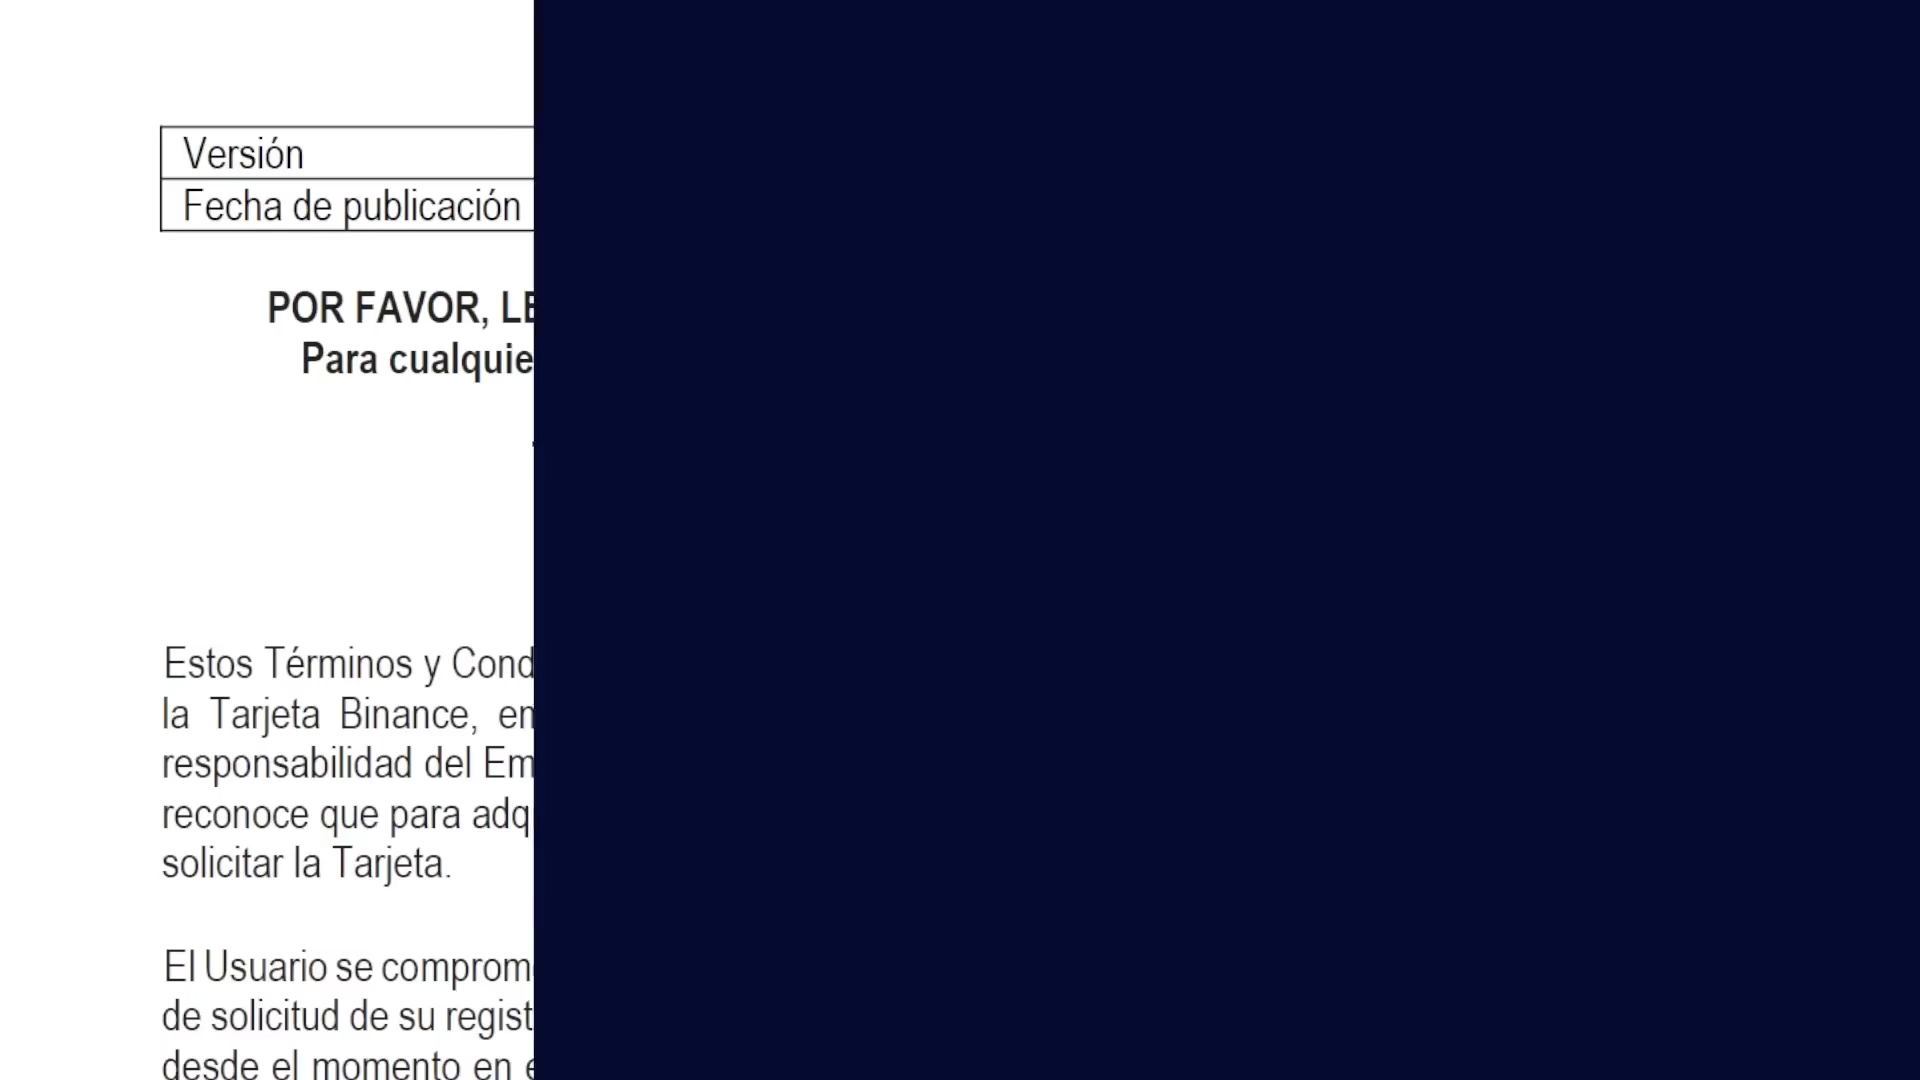 Versión
Fecha de publicación
POR FAVOR, LE
Para cualquie
Estos Términos y Cond
la Tarjeta Binance, en
responsabilidad del Em
reconoce que para adq
solicitar la Tarjeta.
El Usuario se comprom
de solicitud de su regist
desde el momento en e